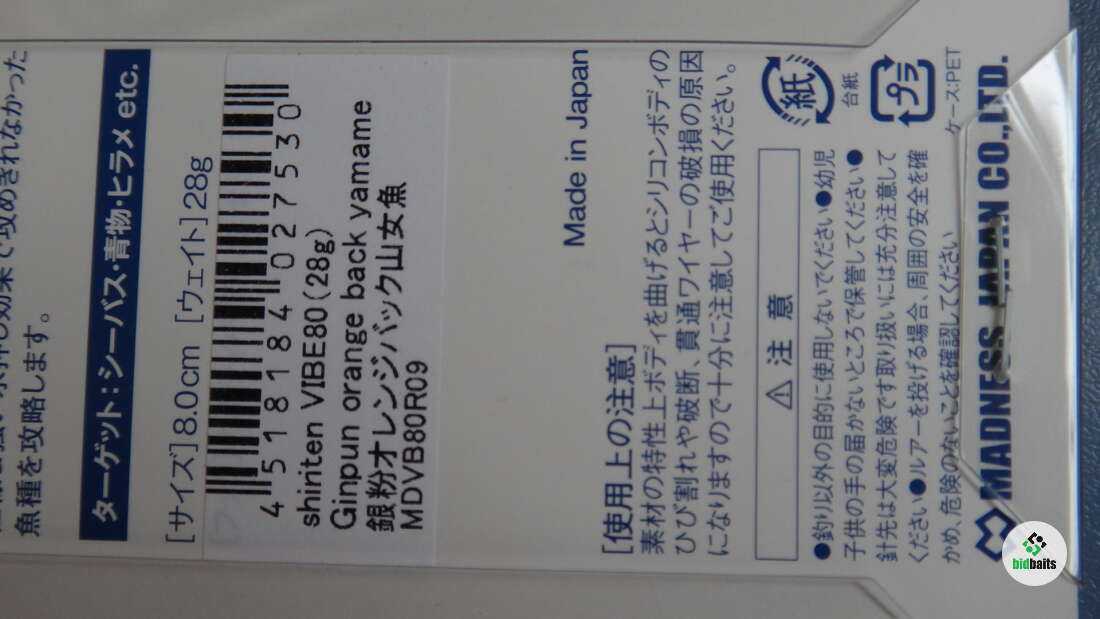 魚種を攻略します。
ターゲット：シーバス・青物・ヒラメ etc.
[サイズ]8.0cm [ウェイト]28g
4518184027530
shinten VIBE80(28g)
Ginpun orange back yamame
銀粉オレンジバック山女魚
MDVB80R09
Made in Japan
[使用上の注意]
素材の特性上ボディを曲げるとシリコンボディの
ひび割れや破断、貫通ワイヤーの破損の原因
になりますので十分に注意してご使用ください。
紙
台紙
プラ
ケース:PET
⚠ 注意
●釣り以外の目的に使用しないでください●幼児
子供の手の届かないところで保管してください●
針先は大変危険です取り扱いには充分注意して
ください●ルアーを投げる場合、周囲の安全を確
かめ、危険のないことを確認してください
MADNESS JAPAN CO.,LTD.
bidbaits